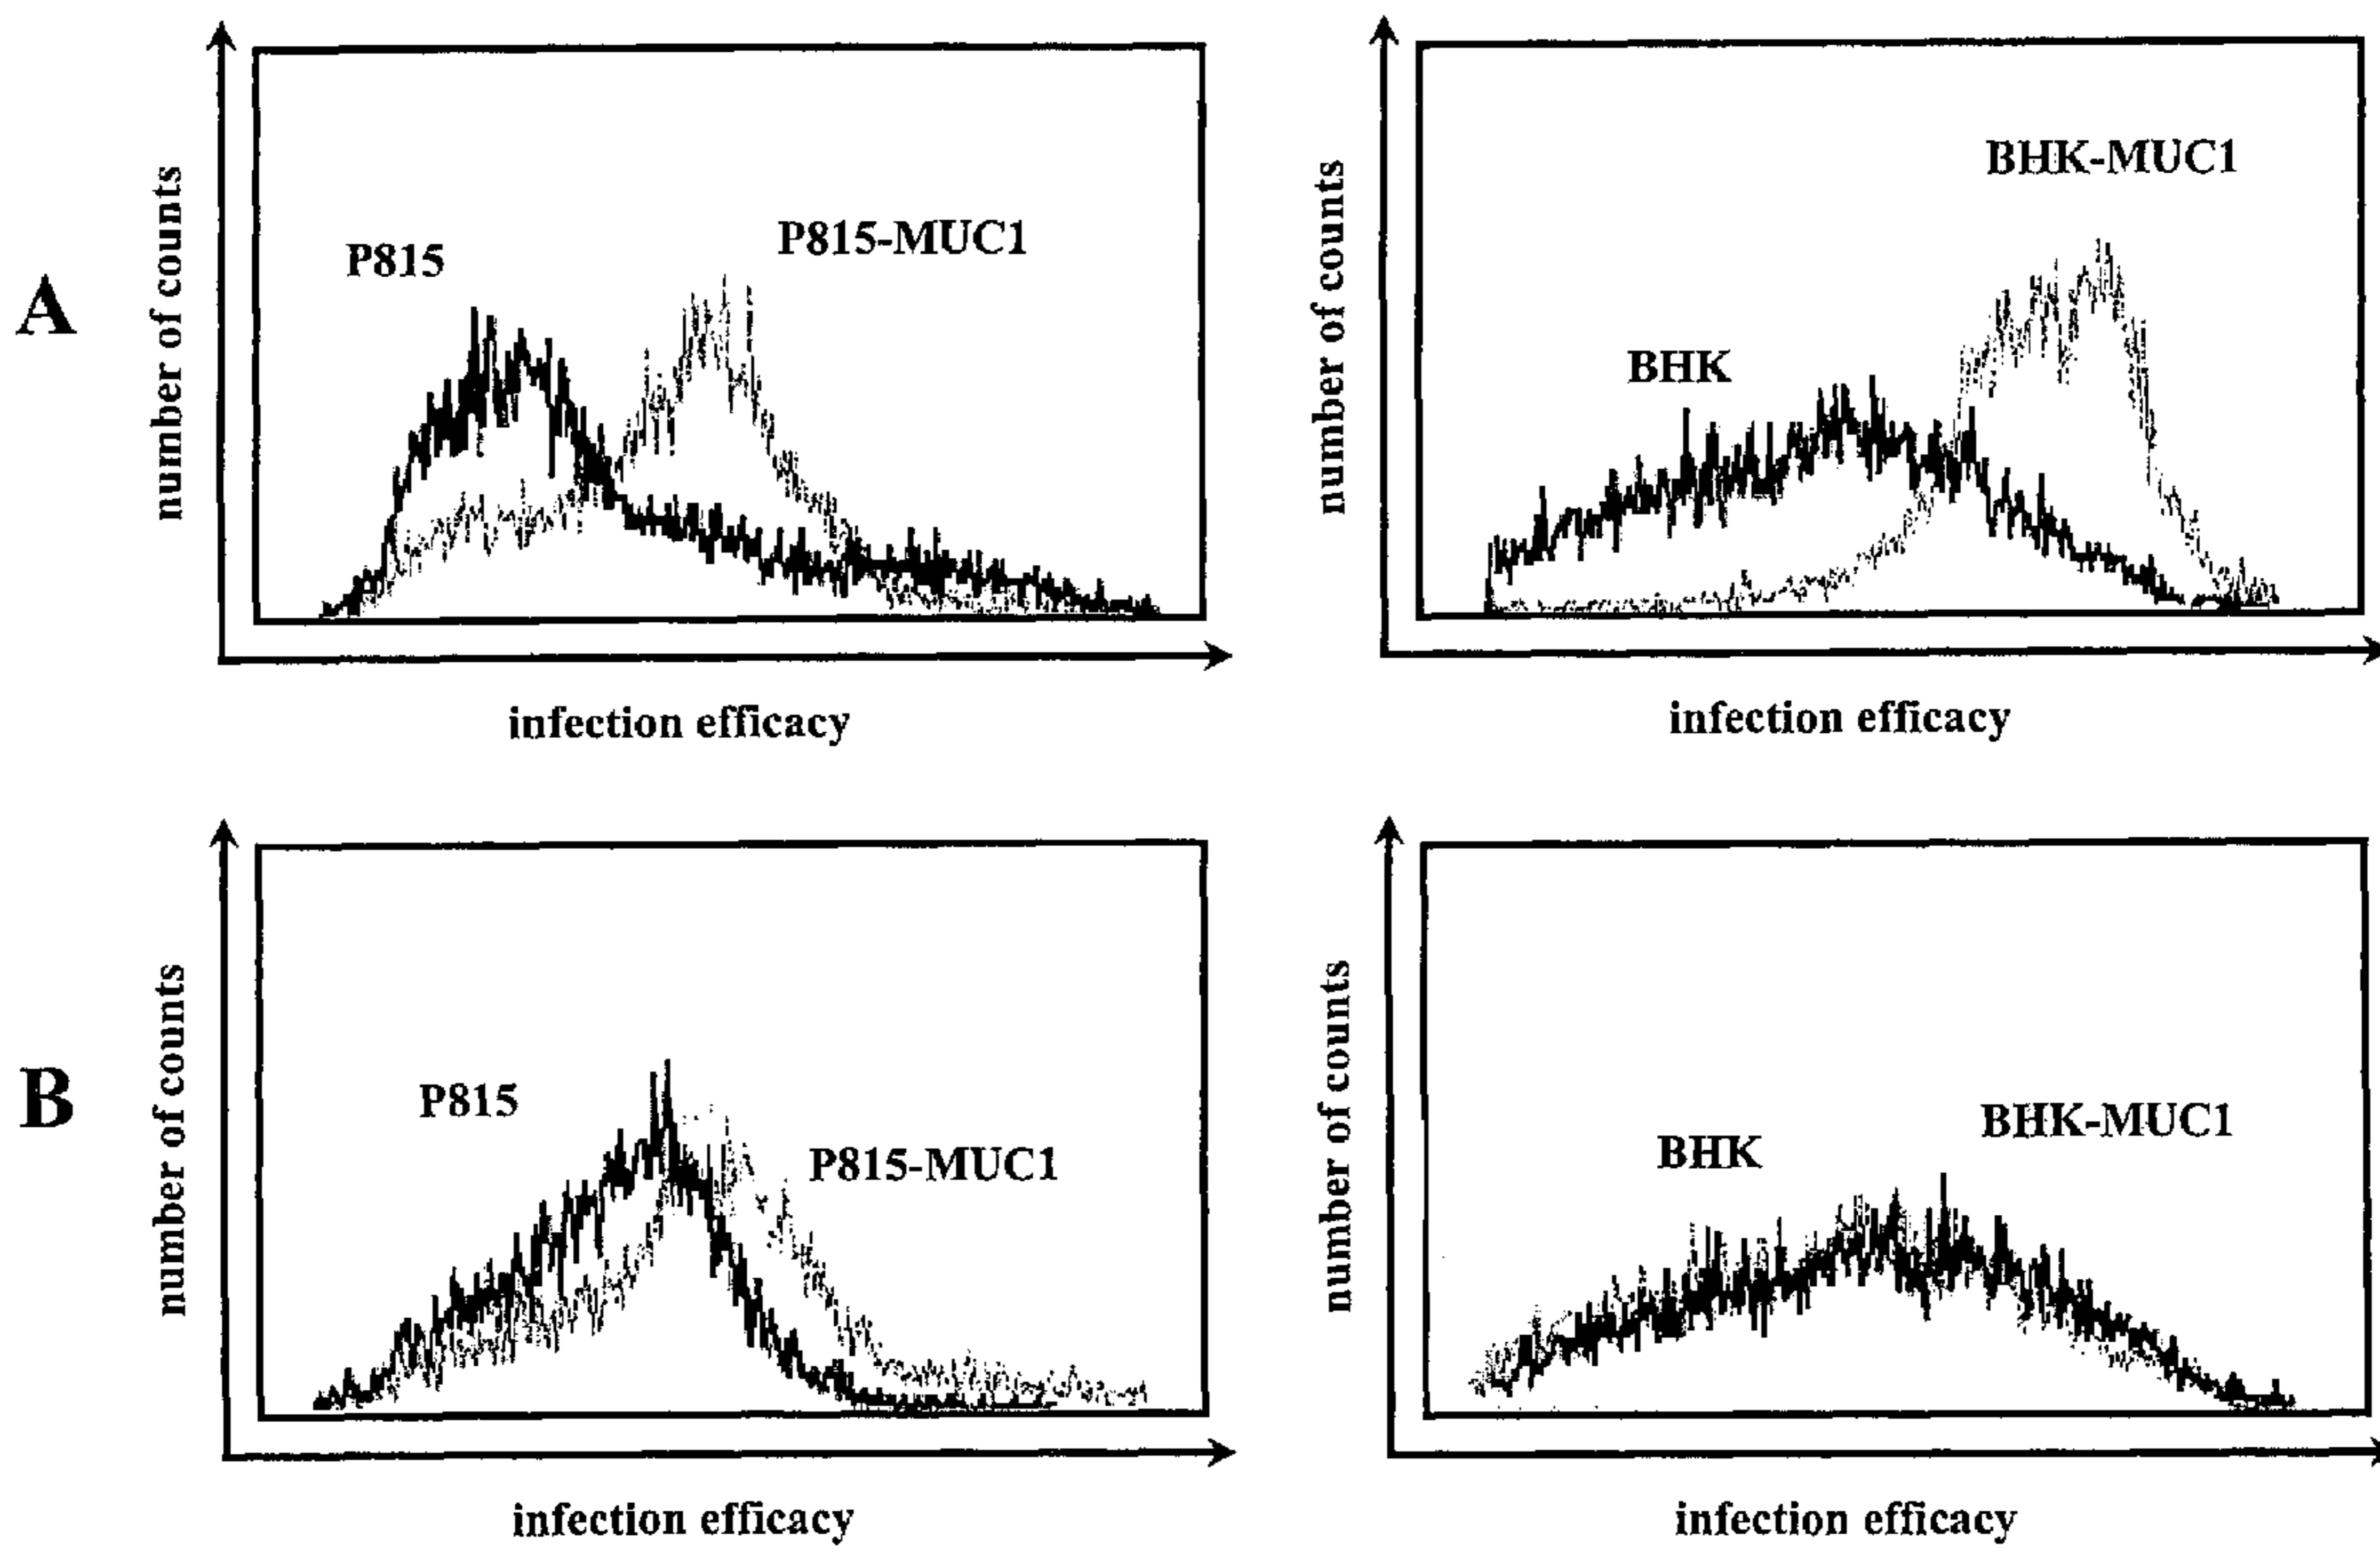 A
number of counts
P815
P815-MUC1
infection efficacy
number of counts
BHK
BHK-MUC1
infection efficacy
B
number of counts
P815
P815-MUC1
infection efficacy
number of counts
BHK
BHK-MUC1
infection efficacy